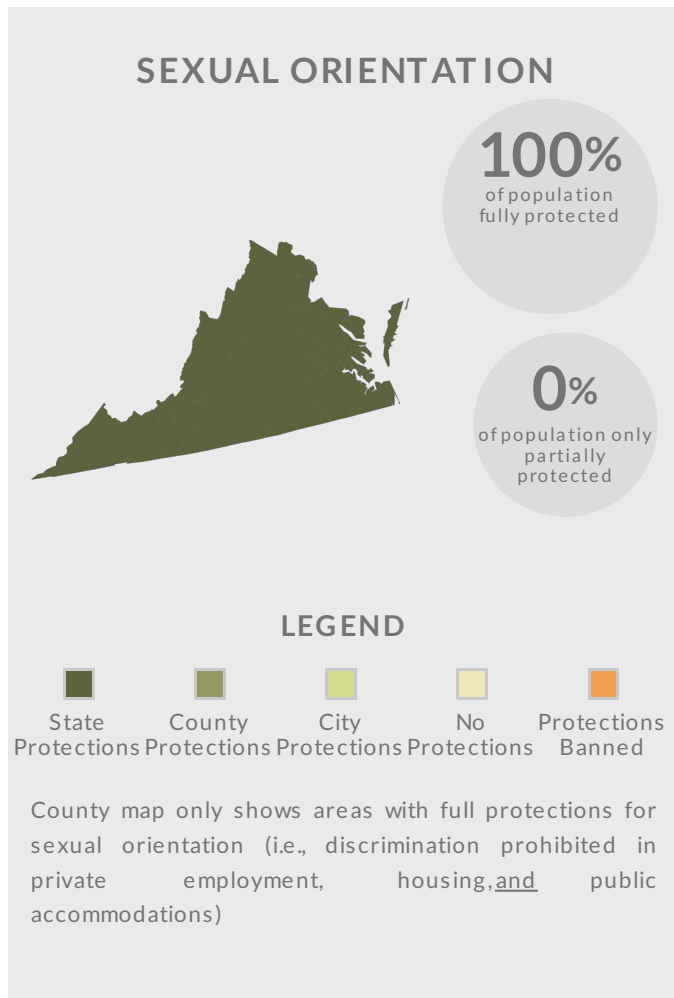 SEXUAL ORIENTATION
100%
of population
fully protected
0%
of population only
partially
protected
LEGEND
State
Protections
County
Protections
City
Protections
No
Protections
Protections
Banned
County map only shows areas with full protections for
sexual orientation (i.e., discrimination prohibited in
private employment, housing, and public
accommodations)